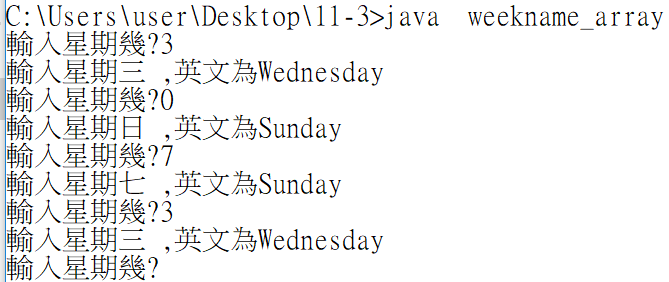 C:\Users\user\Desktop\11-3>java  weekname_array
輸入星期幾?3
輸入星期三 ,英文為Wednesday
輸入星期幾?0
輸入星期日 ,英文為Sunday
輸入星期幾?7
輸入星期七 ,英文為Sunday
輸入星期幾?3
輸入星期三 ,英文為Wednesday
輸入星期幾?